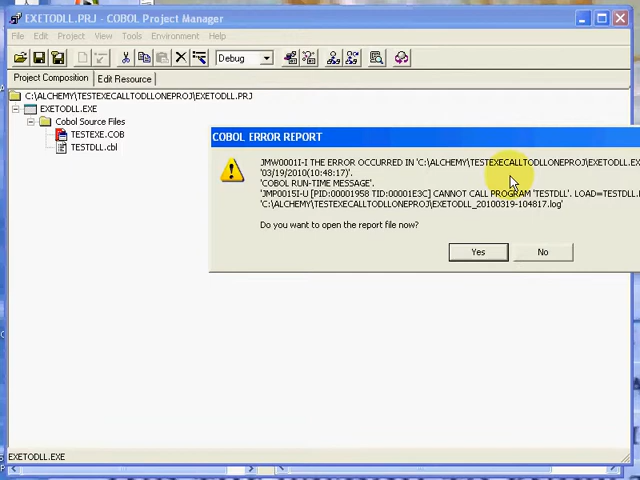 EXETODLL.PRJ - COBOL Project Manager
File Edit Project View Tools Environment Help
Debug
Project Composition Edit Resource
C:\ALCHEMY\TESTEXECALLTODLLONEPROJ\EXETODLL.PRJ
EXETODLL.EXE
Cobol Source Files
TESTEXE.COB
TESTDLL.cbl
COBOL ERROR REPORT
JMW0001I-I THE ERROR OCCURRED IN 'C:\ALCHEMY\TESTEXECALLTODLLONEPROJ\EXETODLL.EX
'03/19/2010(10:48:17)'.
'COBOL RUN-TIME MESSAGE'.
'JMP0015I-U [PID:00001958 TID:00001E3C] CANNOT CALL PROGRAM 'TESTDLL'. LOAD=TESTDLL.
'C:\ALCHEMY\TESTEXECALLTODLLONEPROJ\EXETODLL_20100319-104817.log'
Do you want to open the report file now?
Yes No
EXETODLL.EXE